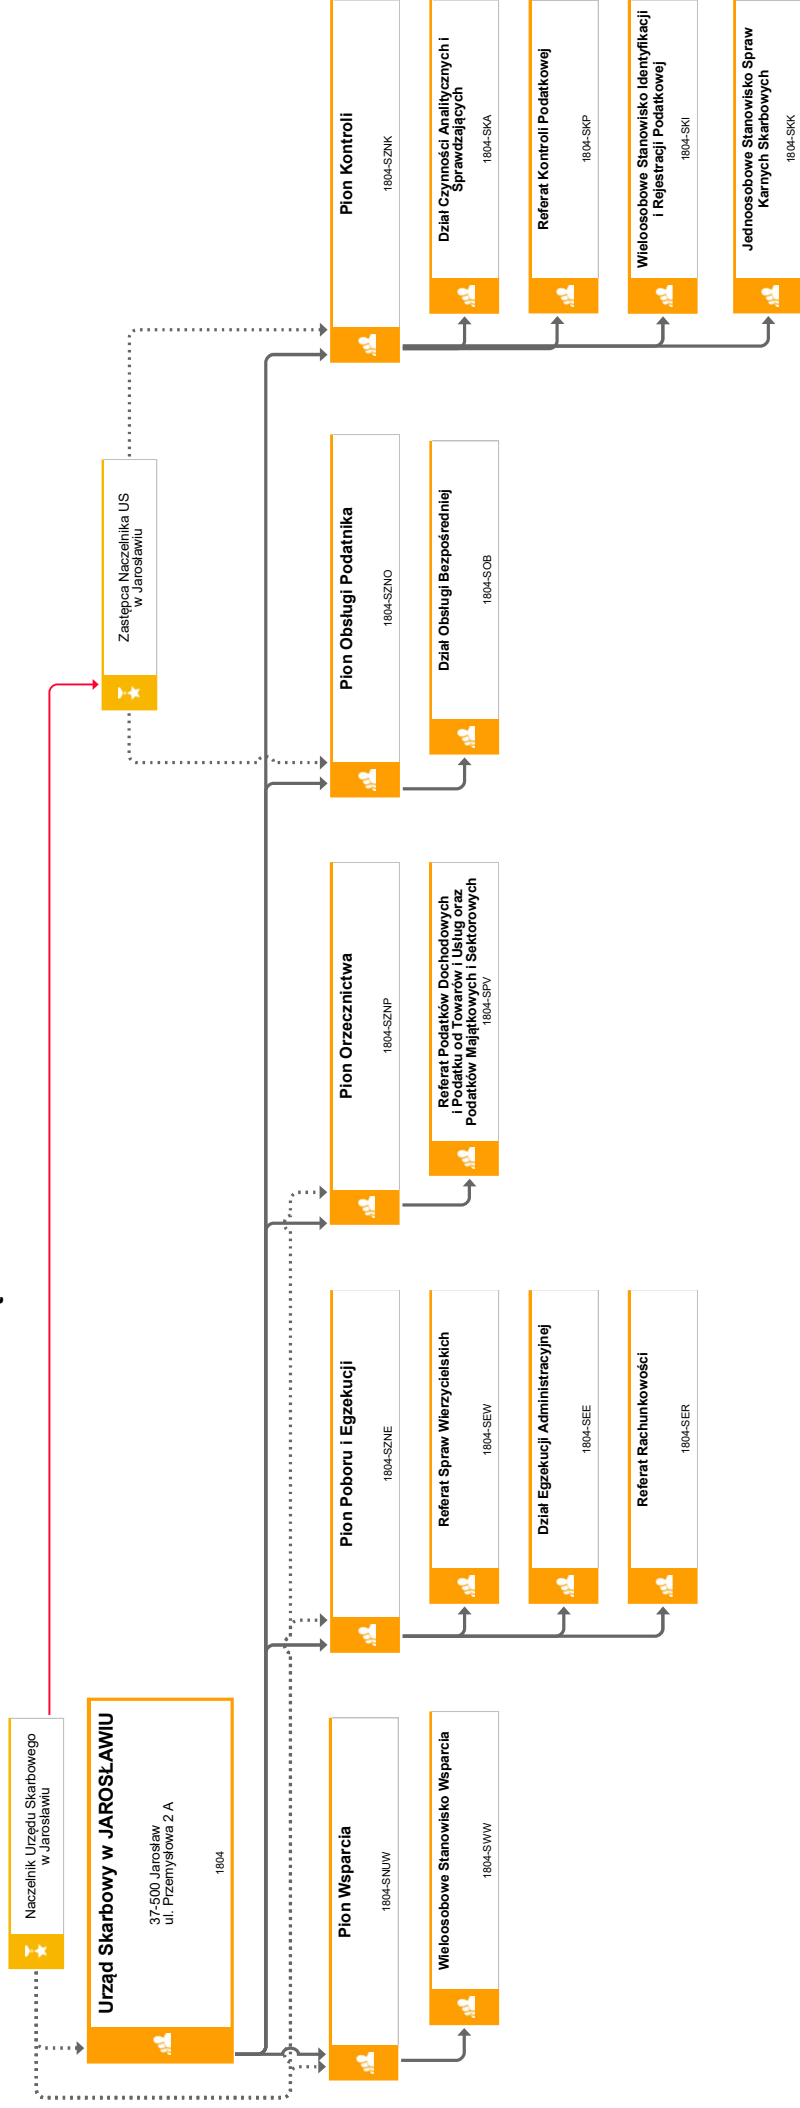 Naczelnik Urzędu Skarbowego
w Jarosławiu
Zastępca Naczelnika US
w Jarosławiu
Urząd Skarbowy w JAROSŁAWIU
37-500 Jarosław
ul. Przemysłowa 2 A
1804
Pion Wsparcia
1804-SNUW
Wieloosobowe Stanowisko Wsparcia
1804-SWW
Pion Poboru i Egzekucji
1804-SZNE
Referat Spraw Wierzycielskich
1804-SEW
Dział Egzekucji Administracyjnej
1804-SEE
Referat Rachunkowości
1804-SER
Pion Orzecznictwa
1804-SZNP
Referat Podatków Dochodowych
i Podatku od Towarów i Usług oraz
Podatków Majątkowych i Sektorowych
1804-SPV
Pion Obsługi Podatnika
1804-SZNO
Dział Obsługi Bezpośredniej
1804-SOB
Pion Kontroli
1804-SZNK
Dział Czynności Analitycznych i
Sprawdzających
1804-SKA
Referat Kontroli Podatkowej
1804-SKP
Wieloosobowe Stanowisko Identyfikacji
i Rejestracji Podatkowej
1804-SKI
Jednoosobowe Stanowisko Spraw
Karnych Skarbowych
1804-SKK